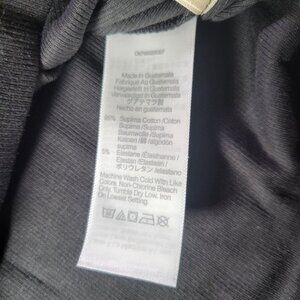 Made in Guatemala
Fabriqué Au Guatemala
Hergestellt in Guatemala
Vervaardigd in Guatemala
グアテマラ製
Hecho en Guatemala
95% Supima Cotton /Coton
Supima /Supima
Baumwolle /Supima
Katoen / 綿 /algodón
supima
5% Elastane /Élasthanne /
Elastan /Elastaan /
ポリウレタン /elastano
Machine Wash Cold With Like
Colors, Non-Chlorine Bleach
Only, Tumble Dry Low, Iron
On Lowest Setting.